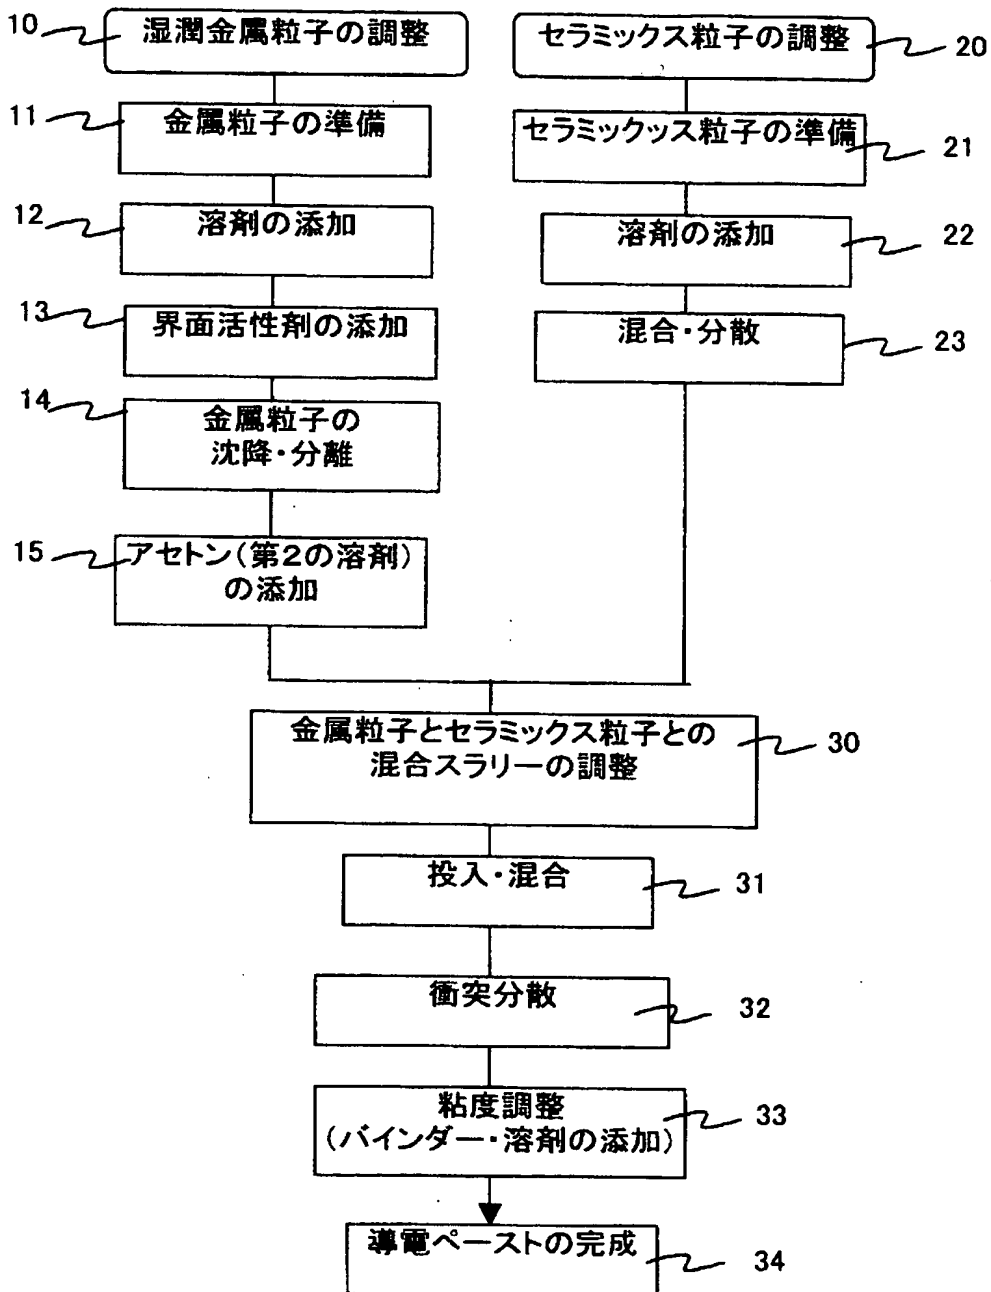 10
湿潤金属粒子の調整
11
金属粒子の準備
12
溶剤の添加
13
界面活性剤の添加
14
金属粒子の
沈降・分離
15
アセトン(第2の溶剤)
の添加
セラミックス粒子の調整
20
セラミックッス粒子の準備
21
溶剤の添加
22
混合・分散
23
金属粒子とセラミックス粒子との
混合スラリーの調整
30
投入・混合
31
衝突分散
32
粘度調整
(バインダー・溶剤の添加)
33
導電ペーストの完成
34